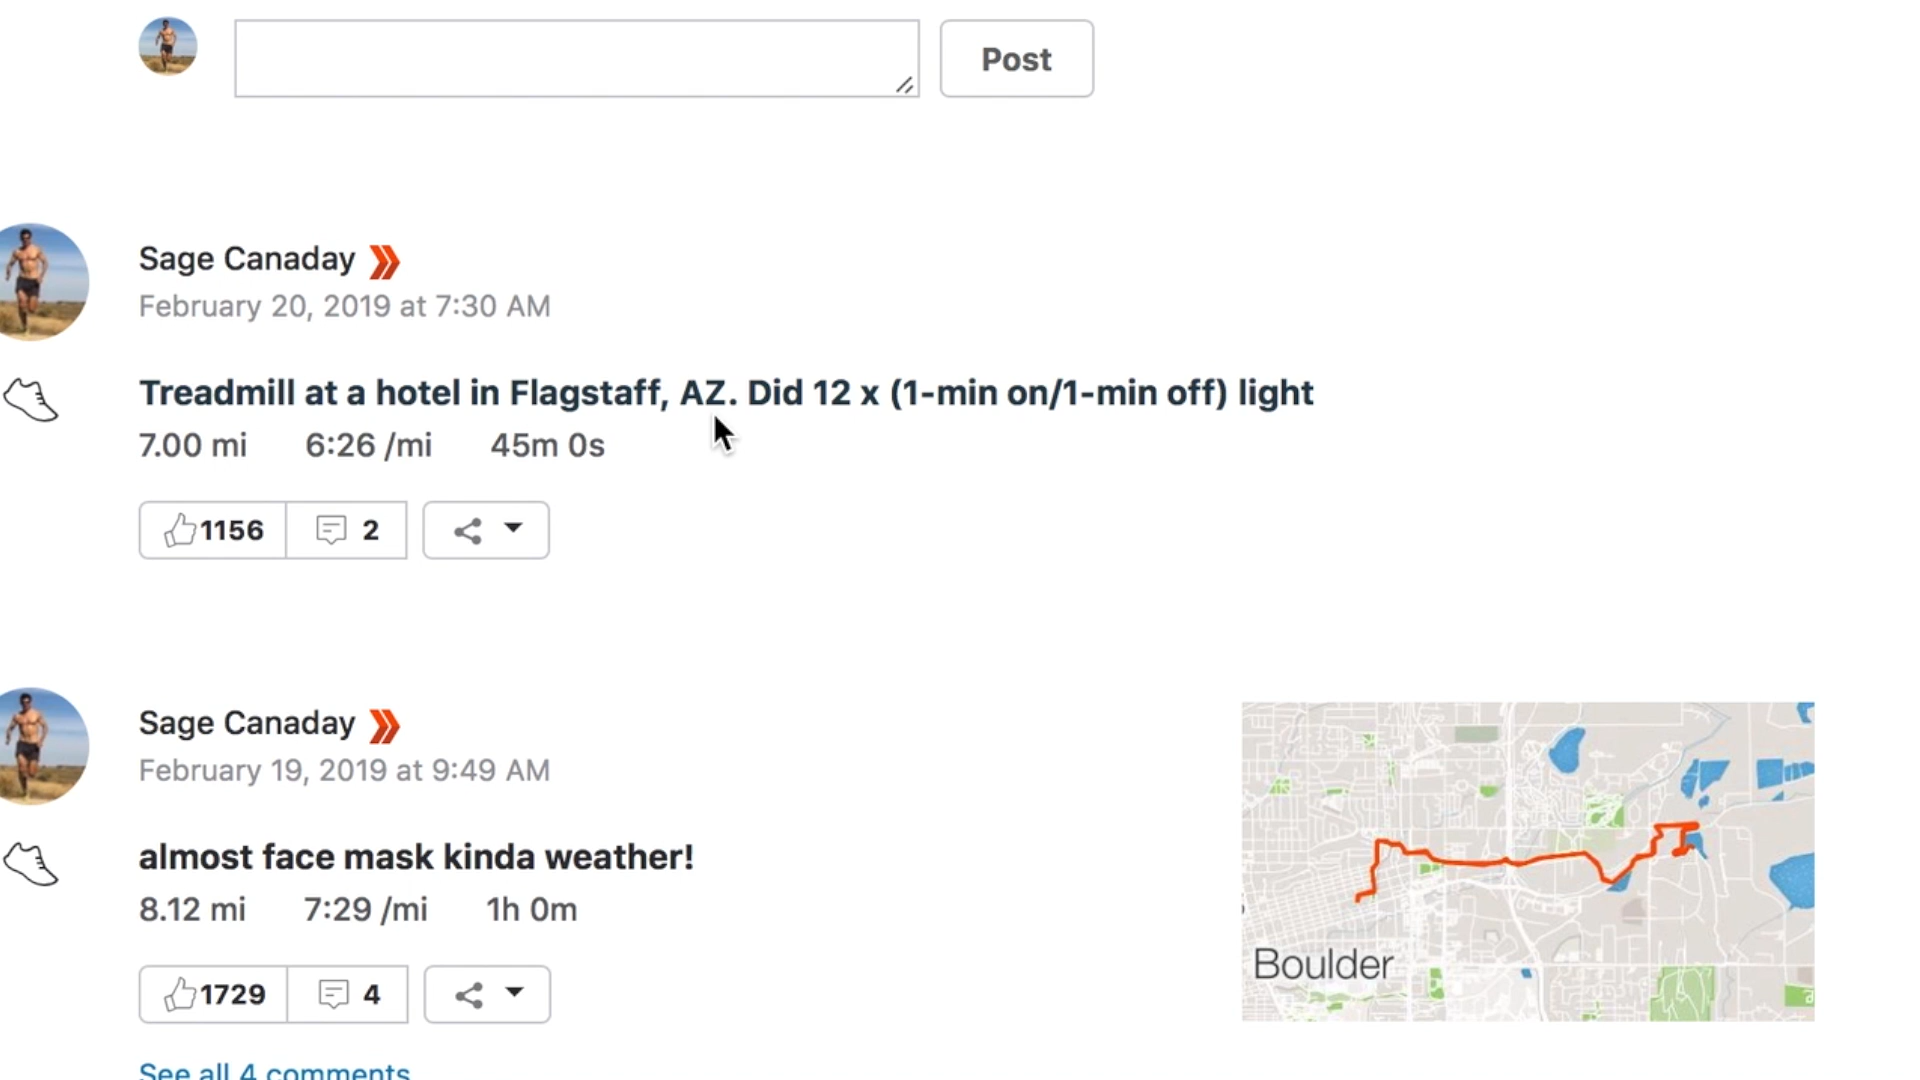 Post
Sage Canaday
February 20, 2019 at 7:30 AM
Treadmill at a hotel in Flagstaff, AZ. Did 12 x (1-min on/1-min off) light
7.00 mi 6:26 /mi 45m 0s
1156 2
Sage Canaday
February 19, 2019 at 9:49 AM
almost face mask kinda weather!
8.12 mi 7:29 /mi 1h 0m
Boulder
1729 4
See all 4 comments